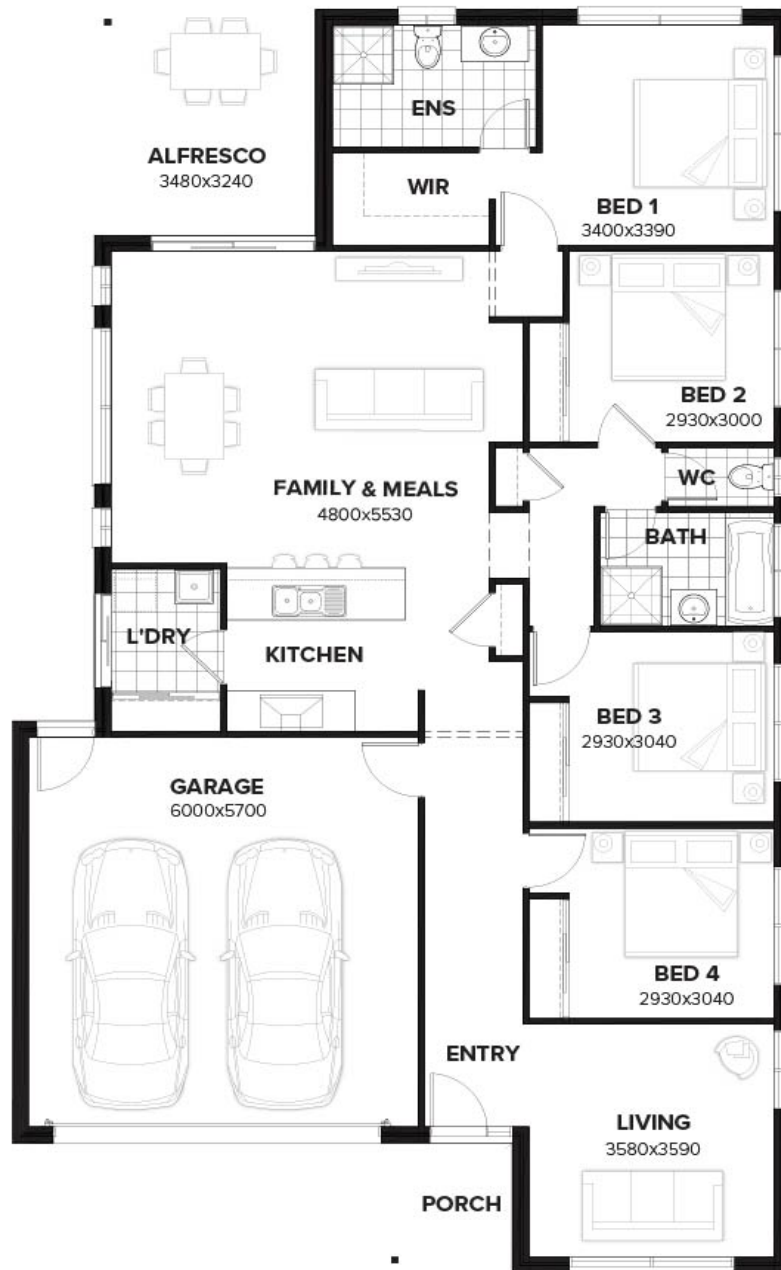 ENS
ALFRESCO
3480x3240
WIR
BED 1
3400x3390
BED 2
2930x3000
WC
FAMILY & MEALS
4800x5530
BATH
L'DRY
KITCHEN
BED 3
2930x3040
GARAGE
6000x5700
BED 4
2930x3040
ENTRY
LIVING
3580x3590
PORCH